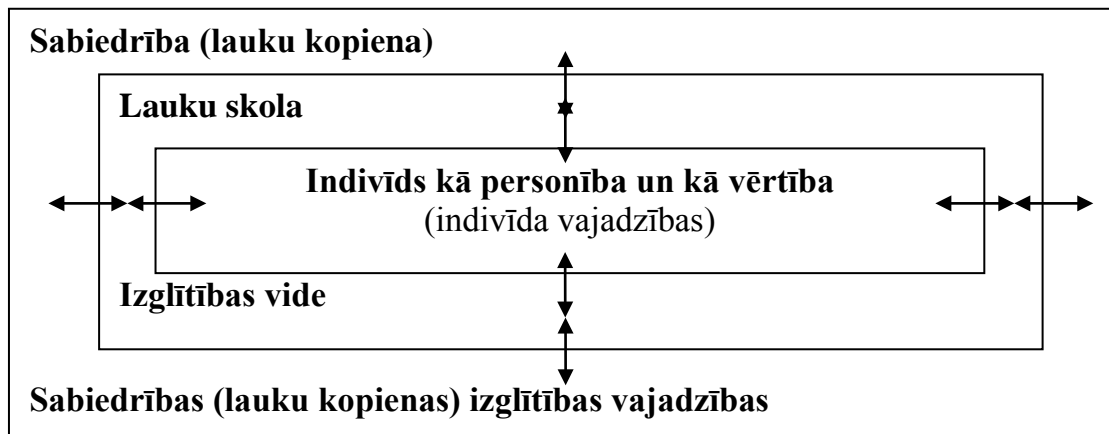 Sabiedrība (lauku kopiena)
Lauku skola
Indivīds kā personība un kā vērtība
(indivīda vajadzības)
Izglītības vide
Sabiedrības (lauku kopienas) izglītības vajadzības